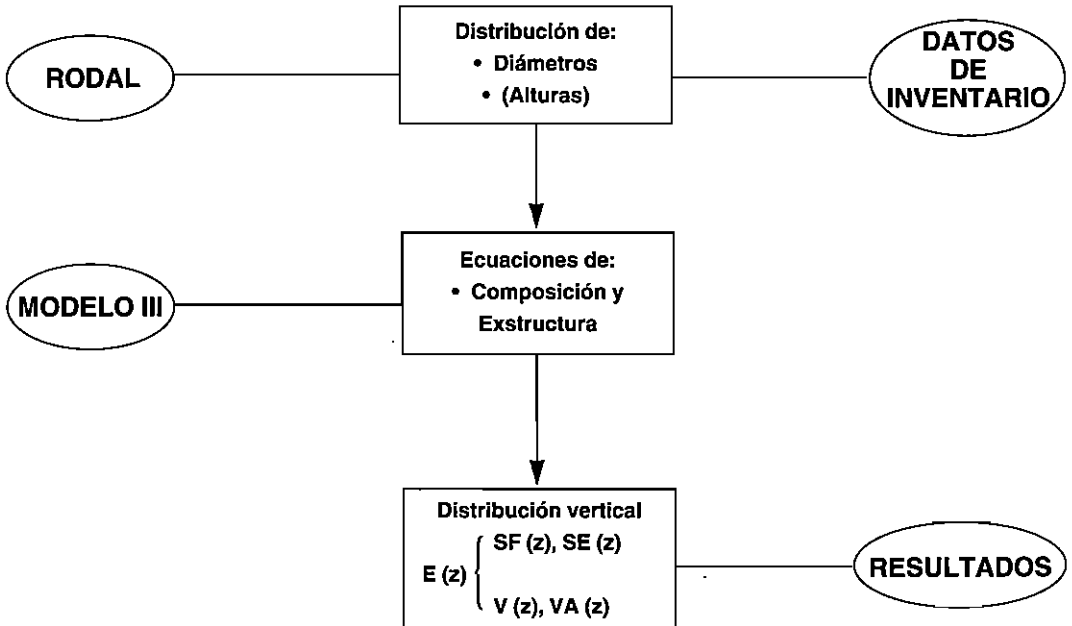 RODAL
Distribución de:
• Diámetros
• (Alturas)
DATOS
DE
INVENTARIO
MODELO III
Ecuaciones de:
• Composición y
Exstructura
Distribución vertical
E (z)
SF (z), SE (z)
V (z), VA (z)
RESULTADOS